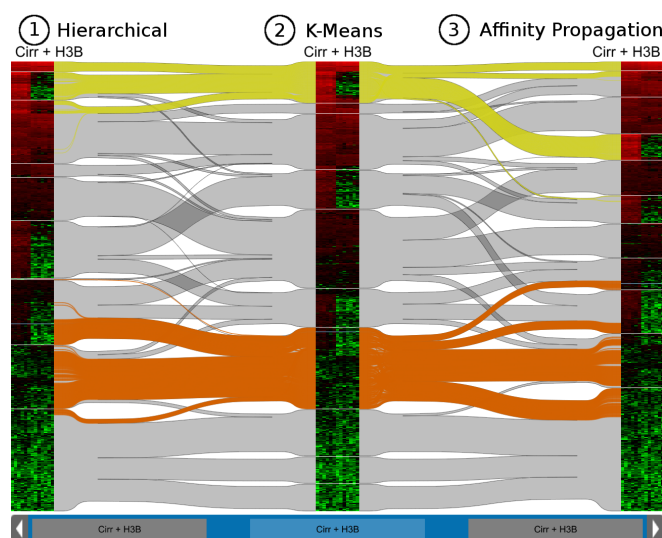 1 Hierarchical
2 K-Means
3 Affinity Propagation
Cirr + H3B
Cirr + H3B
Cirr + H3B
Cirr + H3B
Cirr + H3B
Cirr + H3B